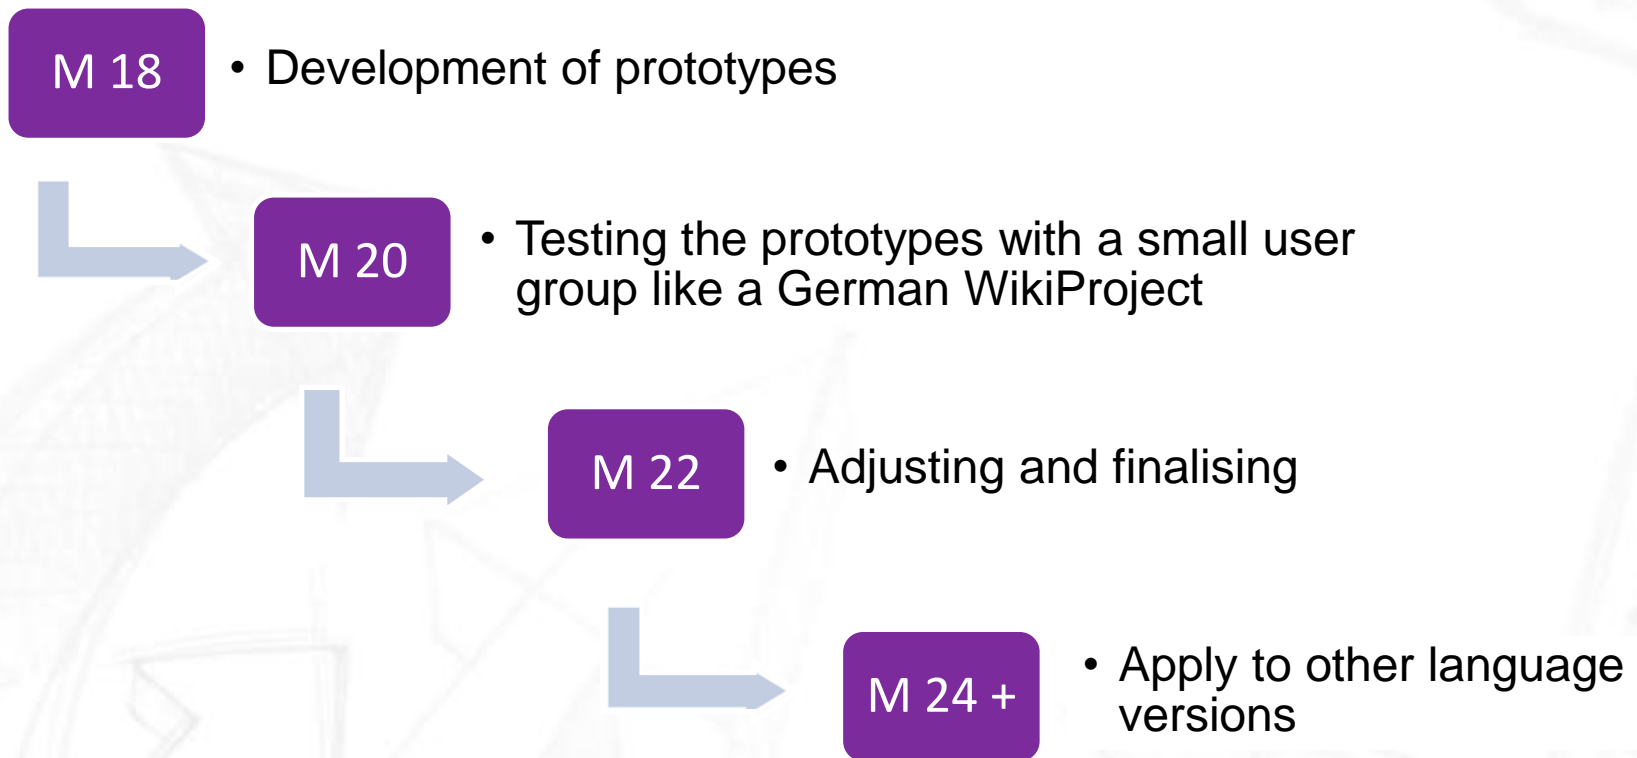 M 18
• Development of prototypes
M 20
• Testing the prototypes with a small user
group like a German WikiProject
M 22
• Adjusting and finalising
M 24 +
• Apply to other language
versions